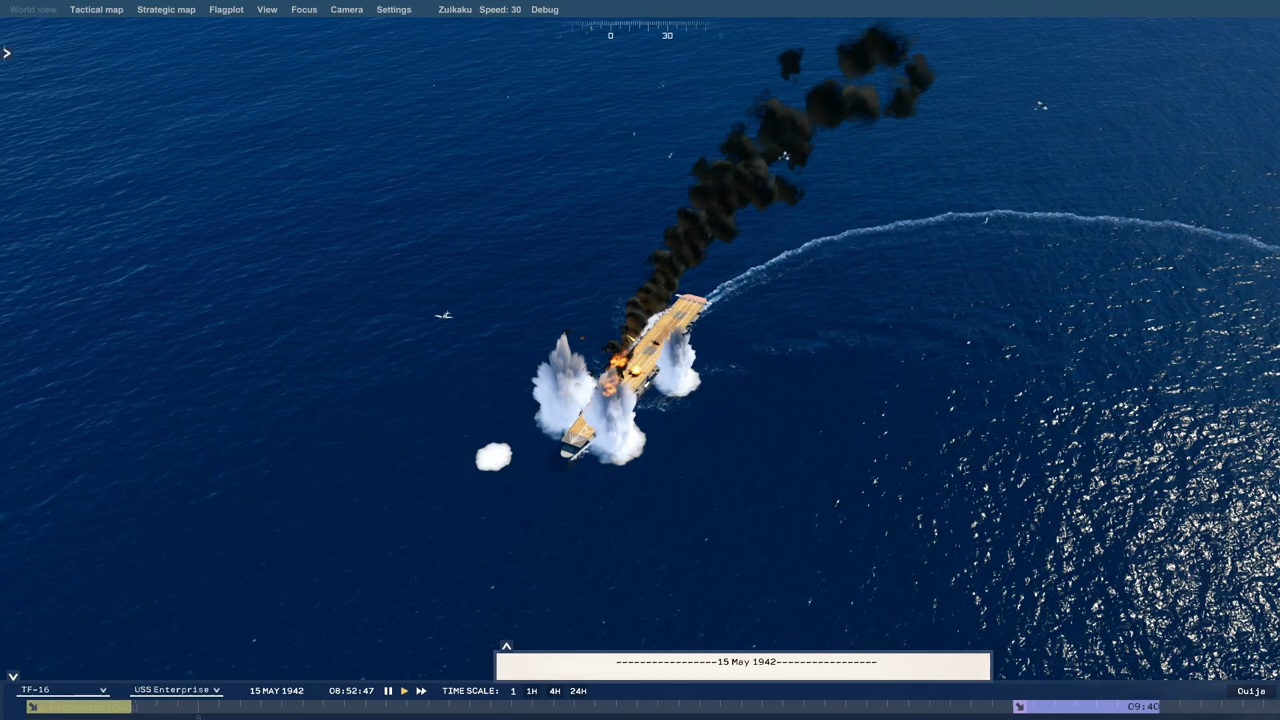 World view Tactical map Strategic map Flagplot View Focus Camera Settings Zuikaku Speed: 30 Debug
0 30
-----------------15 May 1942-----------------
TF-16 USS Enterprise 15 MAY 1942 08:52:47 TIME SCALE: 1 1H 4H 24H Ouija
09:40
9